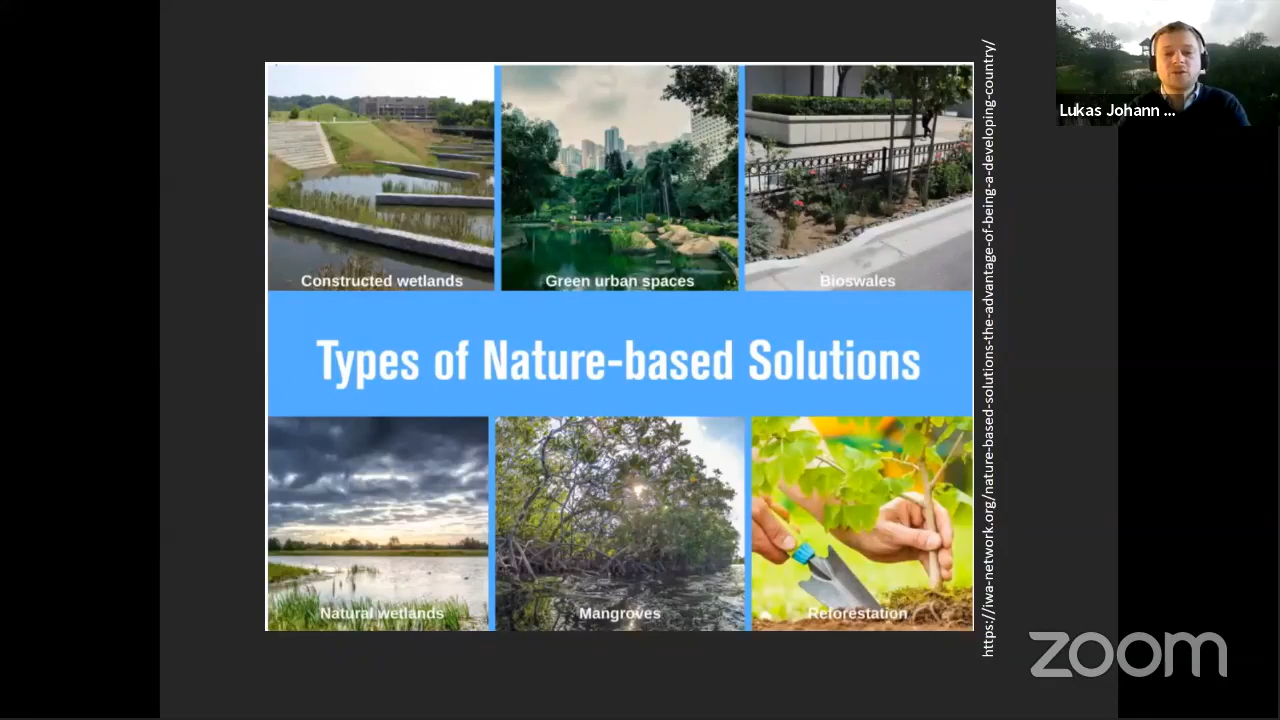 Lukas Johann ...
Constructed wetlands
Green urban spaces
Bioswales
Types of Nature-based Solutions
Natural wetlands
Mangroves
Reforestation
https://iwa-network.org/nature-based-solutions-the-advantage-of-being-a-developing-country/
zoom